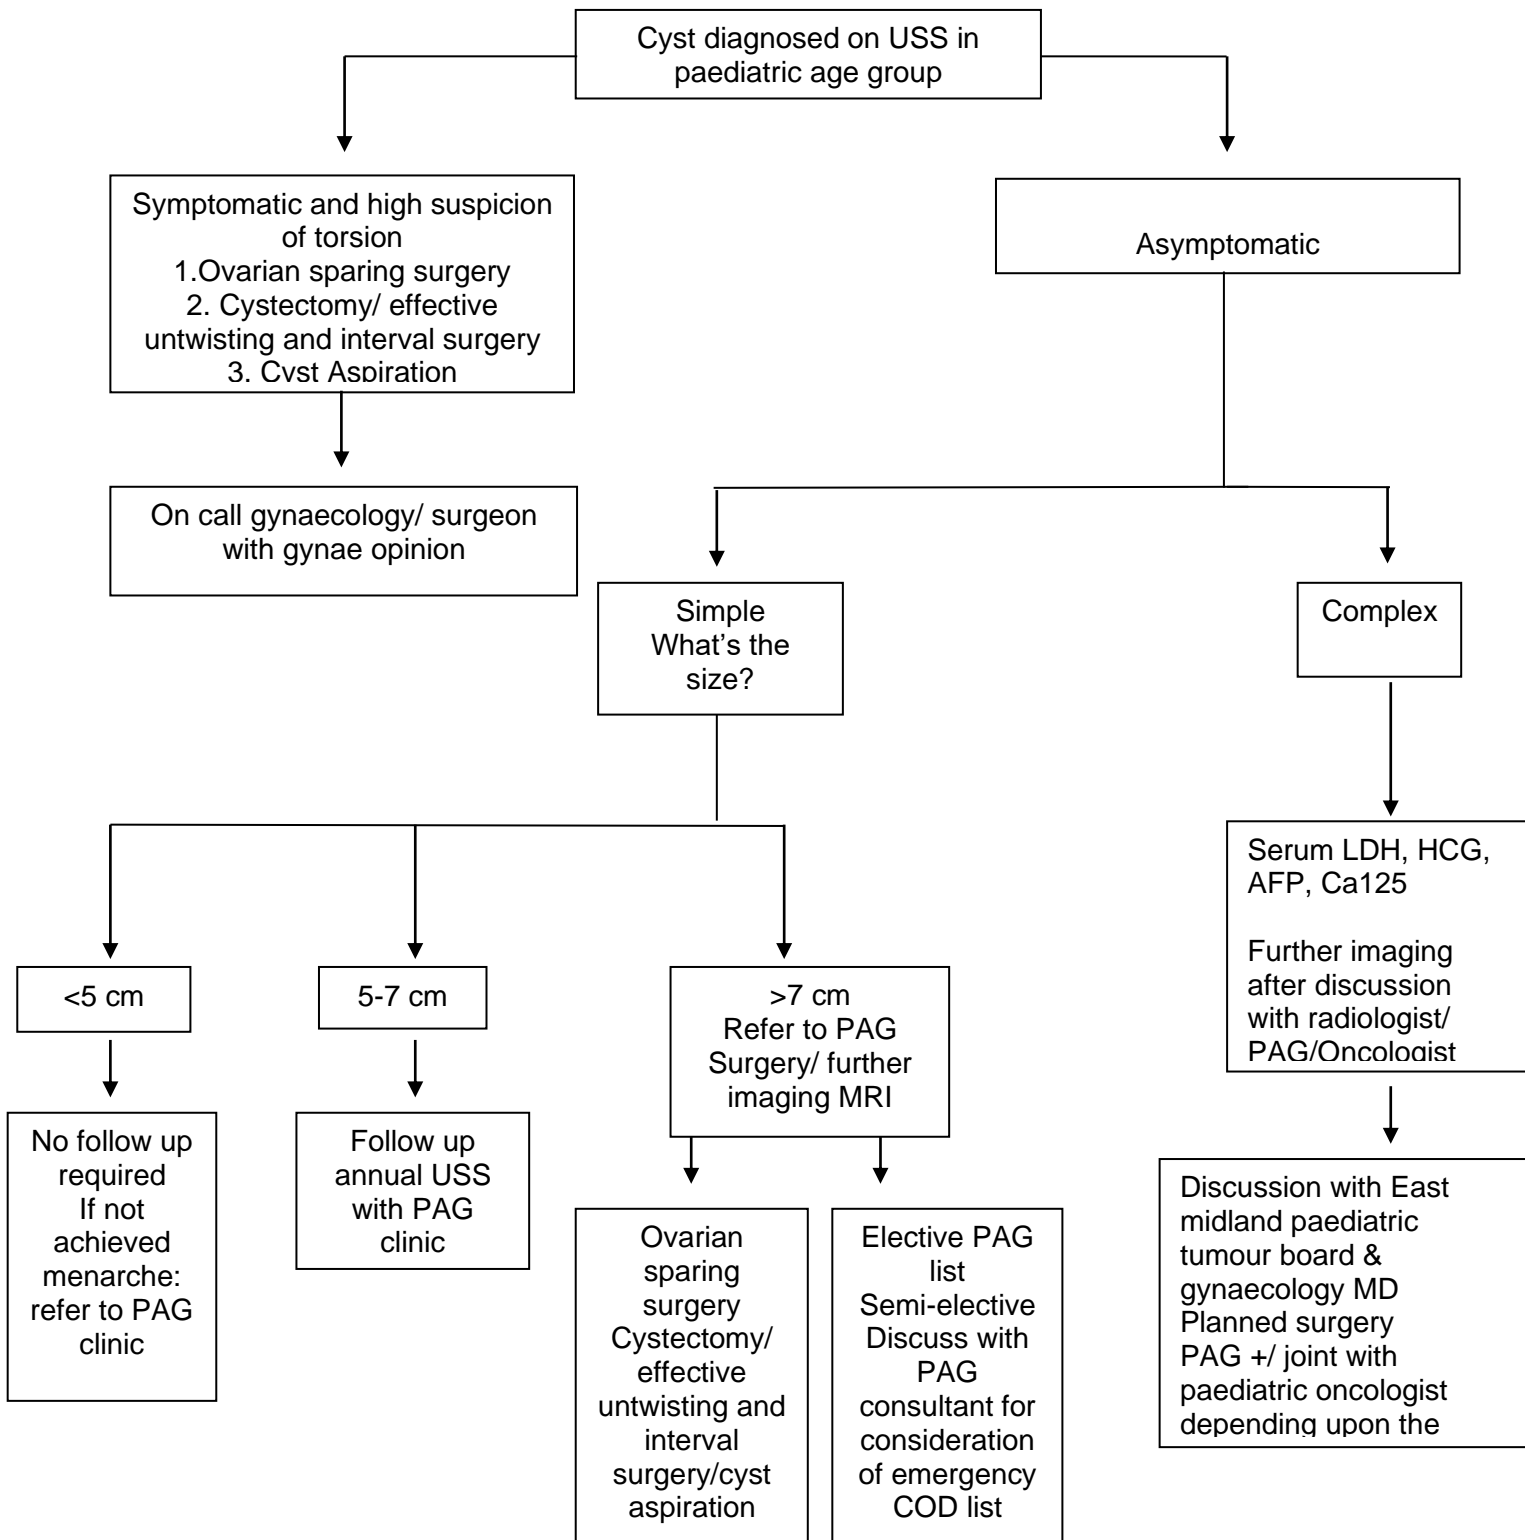 Cyst diagnosed on USS in
paediatric age group
Symptomatic and high suspicion
of torsion
1.Ovarian sparing surgery
2. Cystectomy/ effective
untwisting and interval surgery
3. Cyst Aspiration
Asymptomatic
On call gynaecology/ surgeon
with gynae opinion
Simple
What's the
size?
Complex
Serum LDH, HCG,
AFP, Ca125
Further imaging
after discussion
with radiologist/
PAG/Oncologist
<5 cm
5-7 cm
>7 cm
Refer to PAG
Surgery/ further
imaging MRI
No follow up
required
If not
achieved
menarche:
refer to PAG
clinic
Follow up
annual USS
with PAG
clinic
Ovarian
sparing
surgery
Cystectomy/
effective
untwisting and
interval
surgery/cyst
aspiration
Elective PAG
list
Semi-elective
Discuss with
PAG
consultant for
consideration
of emergency
COD list
Discussion with East
midland paediatric
tumour board &
gynaecology MD
Planned surgery
PAG +/ joint with
paediatric oncologist
depending upon the